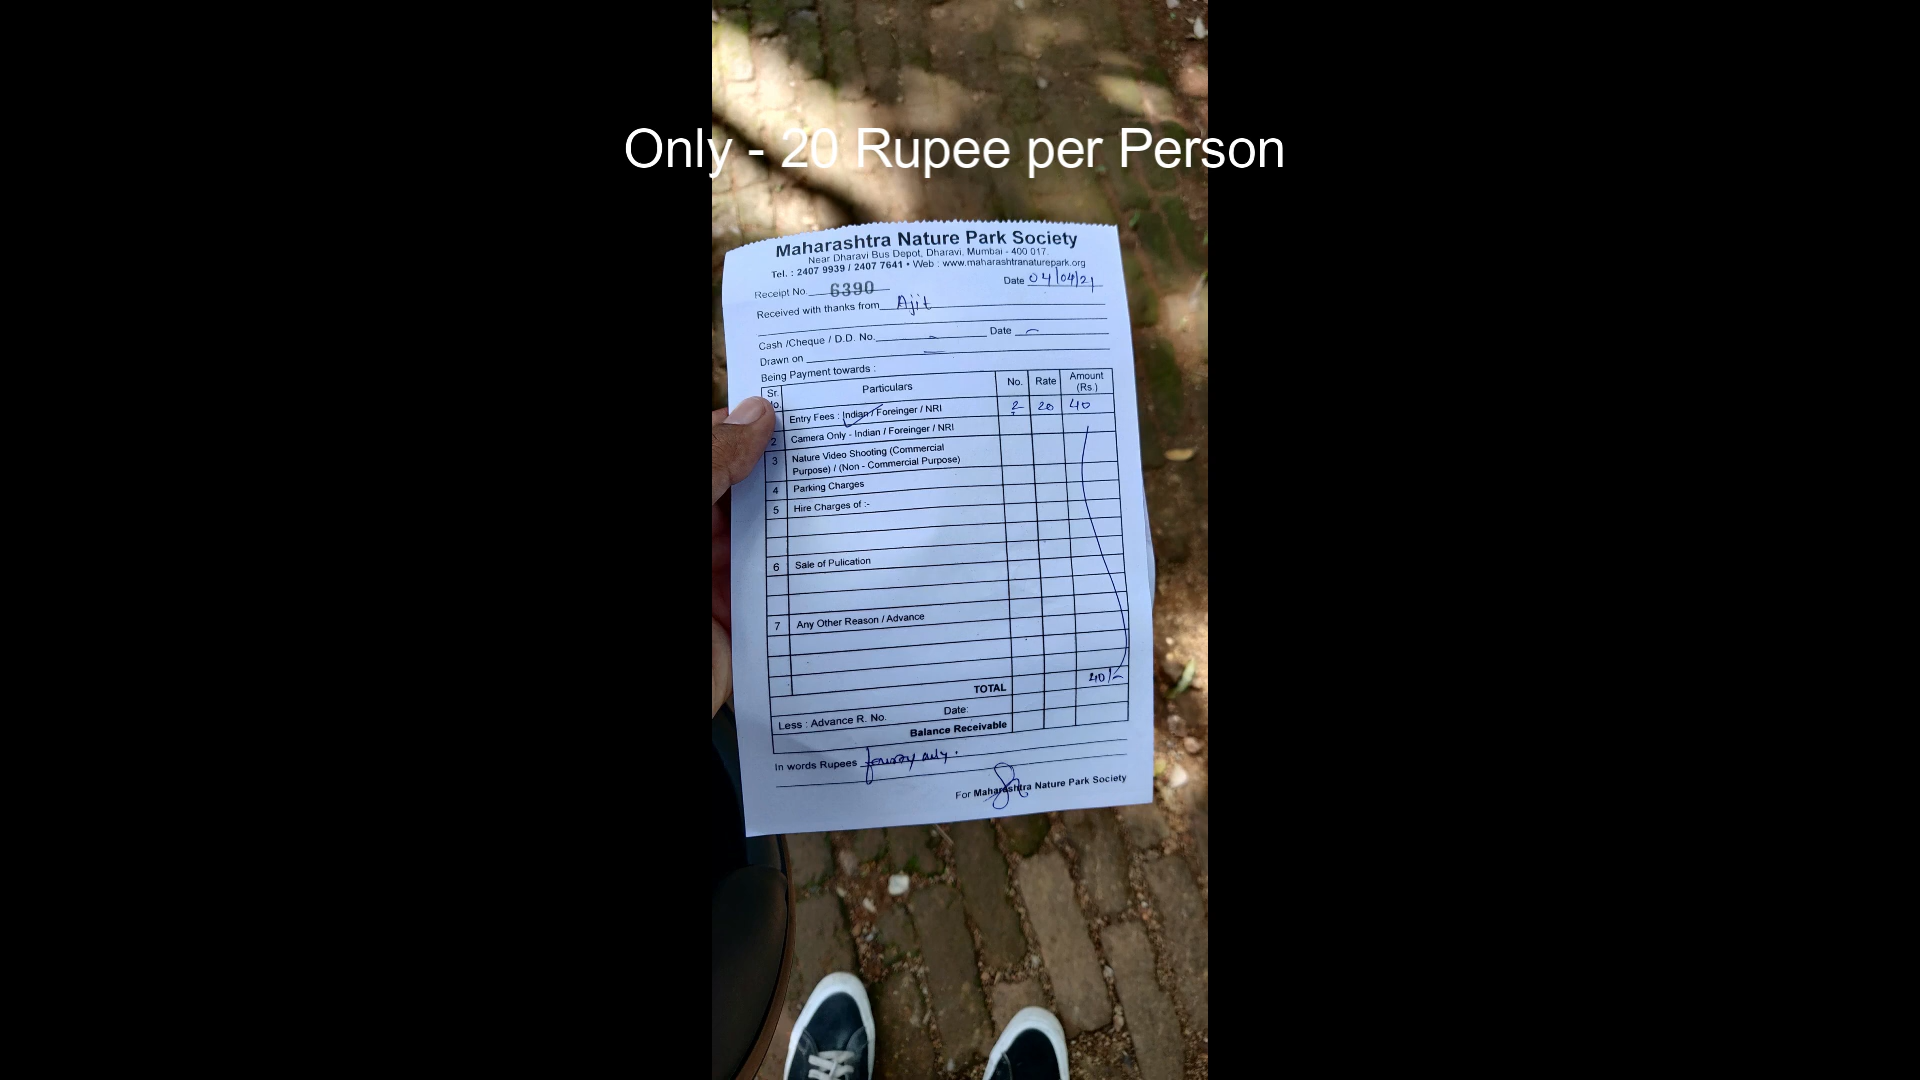 Only - 20 Rupee per Person
Maharashtra Nature Park Society
Near Dharavi Bus Depot, Dharavi, Mumbai - 400 017.
Tel. : 2407 9939 / 2407 7641 • Web : www.maharashtranaturepark.org
Receipt No. 6390 Date 04/04/21
Received with thanks from Ajit
Cash /Cheque / D.D. No. - Date -
Drawn on -
Being Payment towards :
Sr. No. Particulars No. Rate Amount (Rs.)
Entry Fees : Indian / Foreinger / NRI 2 20 40
2 Camera Only - Indian / Foreinger / NRI
3 Nature Video Shooting (Commercial
Purpose) / (Non - Commercial Purpose)
4 Parking Charges
5 Hire Charges of :-
6 Sale of Pulication
7 Any Other Reason / Advance
TOTAL 40/-
Less : Advance R. No. Date:
Balance Receivable
In words Rupees fourty only.
For Maharashtra Nature Park Society